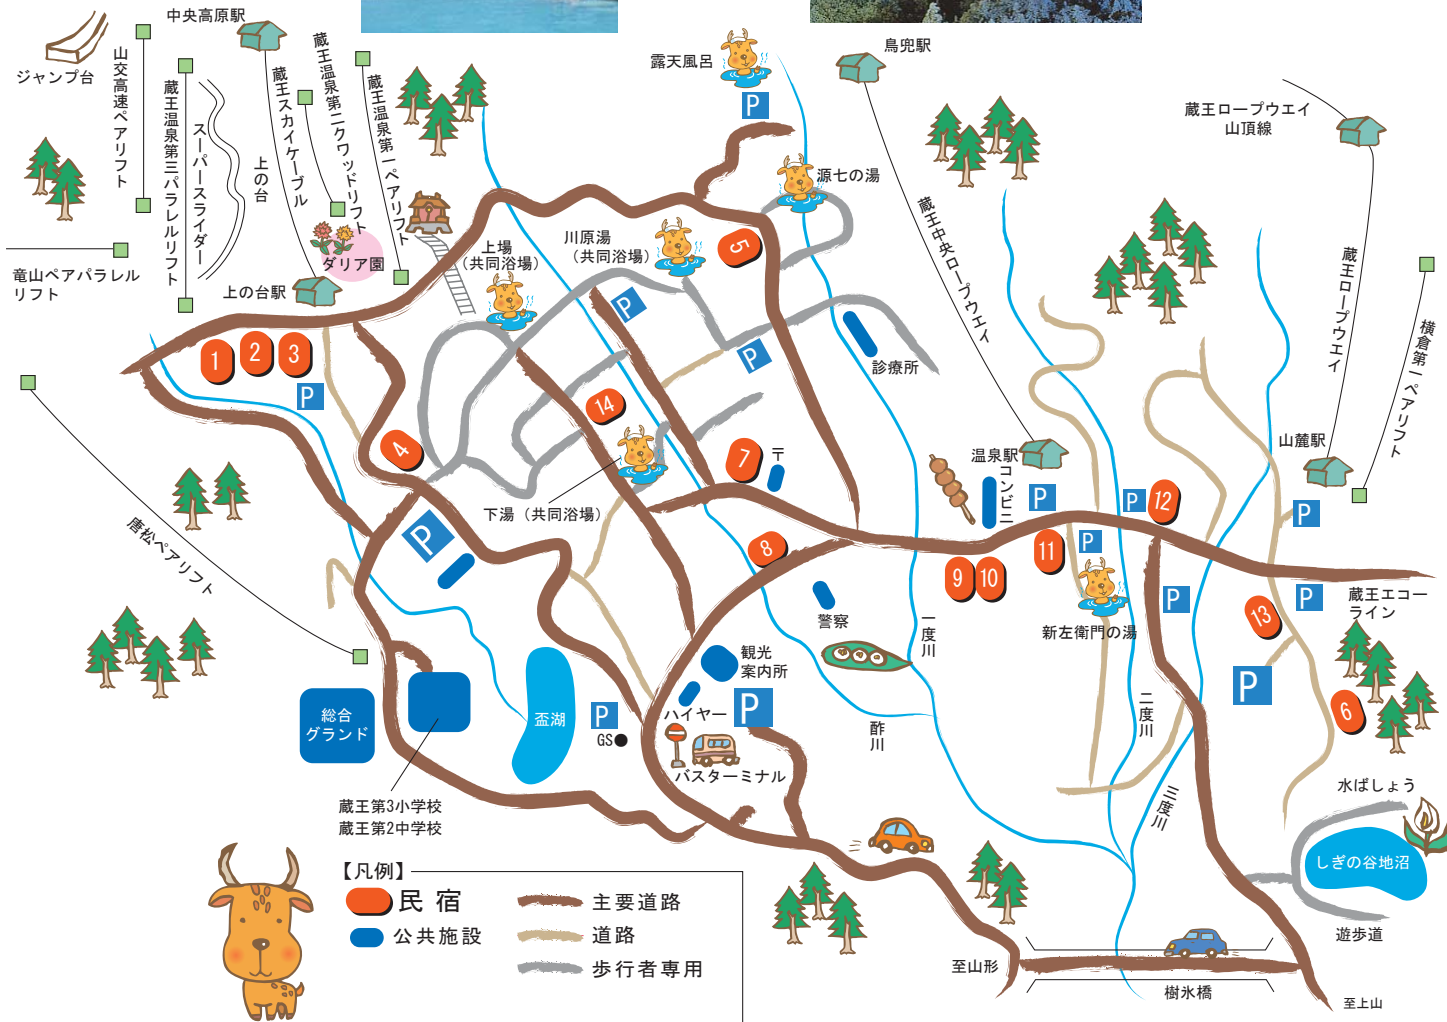 中央高原駅
ジャンプ台
山交高速ペアリフト
蔵王温泉第三パラレルリフト
スーパースライダー
上の台
蔵王スカイケーブル
蔵王温泉第二クワッドリフト
蔵王温泉第一ペアリフト
竜山ペアパラレル
リフト
ダリア園
上の台駅
上場
（共同浴場）
川原湯
（共同浴場）
露天風呂
P
源七の湯
鳥兜駅
蔵王中央ロープウエイ
蔵王ロープウエイ
山頂線
蔵王ロープウエイ
横倉第一ペアリフト
山麓駅
診療所
温泉駅
コンビニ
1
2
3
P
4
5
P
P
14
7
〒
下湯（共同浴場）
P
8
9
10
11
P
P
12
P
P
P
P
13
P
6
蔵王エコー
ライン
新左衛門の湯
唐松ペアリフト
警察
一度川
二度川
三度川
酢川
観光
案内所
ハイヤー
P
バスターミナル
P
GS
盃湖
総合
グランド
蔵王第3小学校
蔵王第2中学校
水ばしょう
しぎの谷地沼
遊歩道
至山形
樹氷橋
至上山
【凡例】
民宿
公共施設
主要道路
道路
歩行者専用